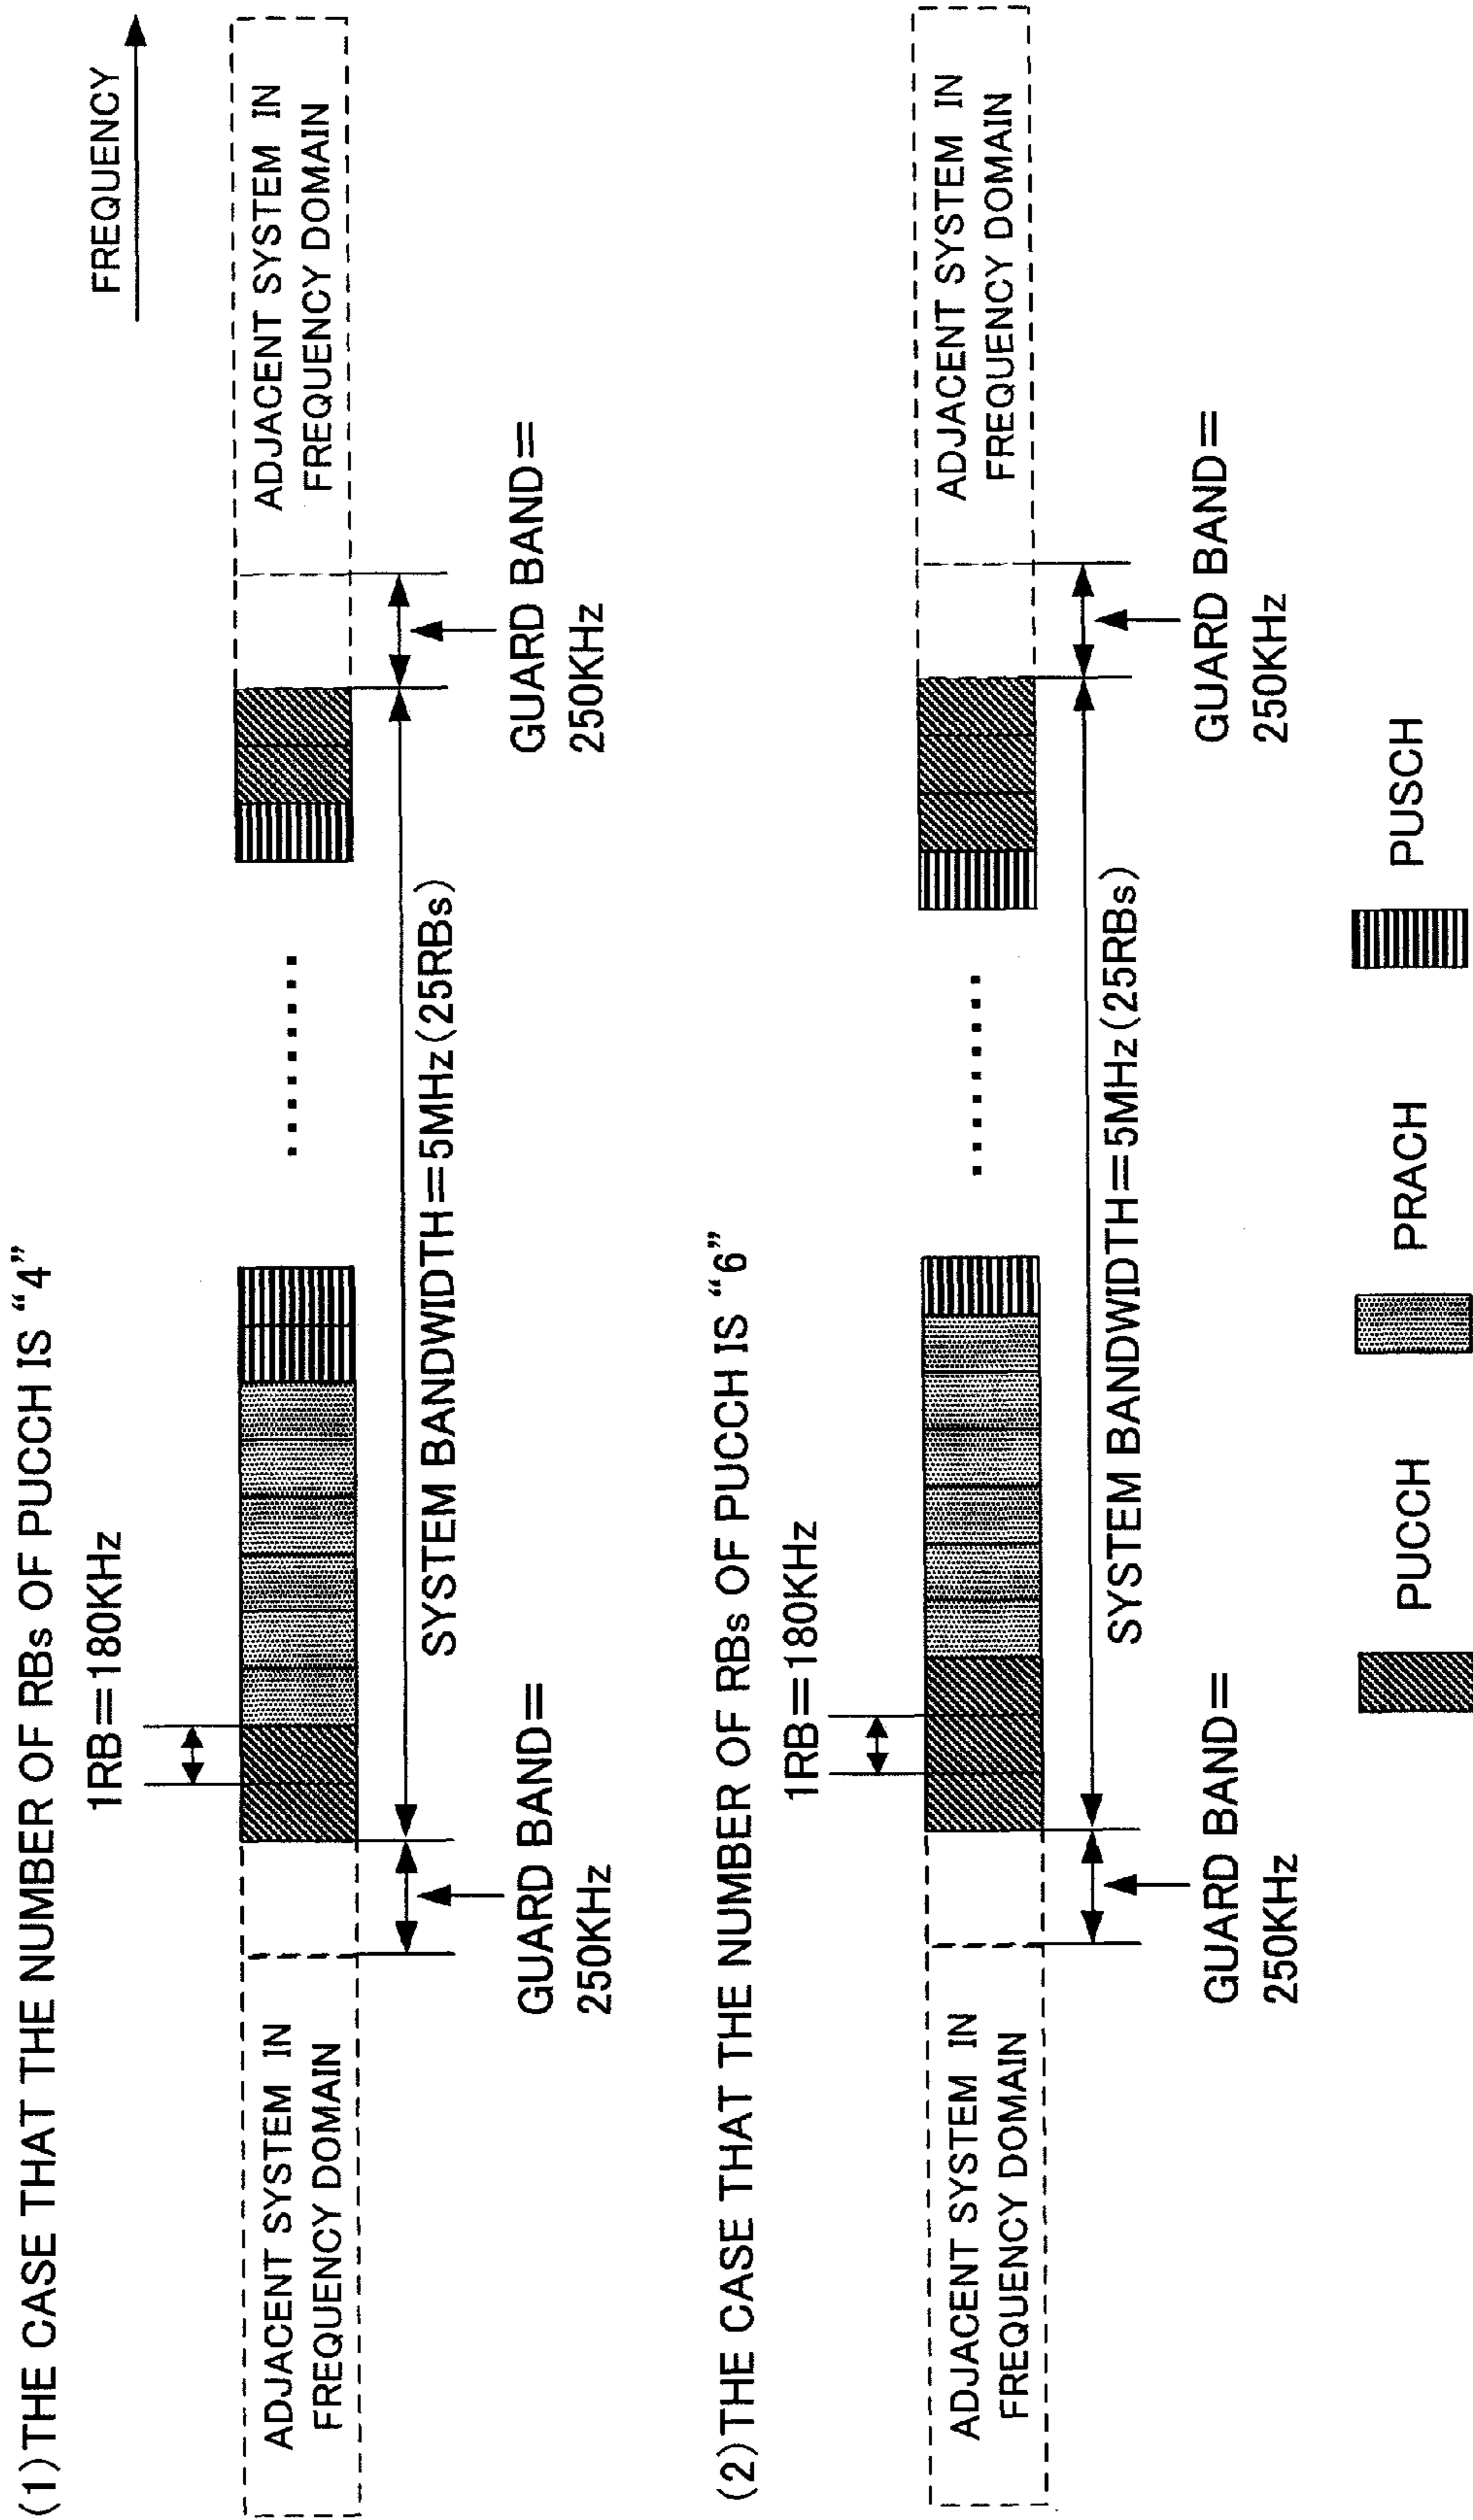 FREQUENCY
(1)THE CASE THAT THE NUMBER OF RBs OF PUCCH IS “4”
1RB=180KHz
ADJACENT SYSTEM IN
FREQUENCY DOMAIN
ADJACENT SYSTEM IN
FREQUENCY DOMAIN
SYSTEM BANDWIDTH=5MHz(25RBs)
GUARD BAND=
250KHz
GUARD BAND=
250KHz
(2)THE CASE THAT THE NUMBER OF RBs OF PUCCH IS “6”
1RB=180KHz
ADJACENT SYSTEM IN
FREQUENCY DOMAIN
ADJACENT SYSTEM IN
FREQUENCY DOMAIN
SYSTEM BANDWIDTH=5MHz(25RBs)
GUARD BAND=
250KHz
GUARD BAND=
250KHz
PUCCH
PRACH
PUSCH